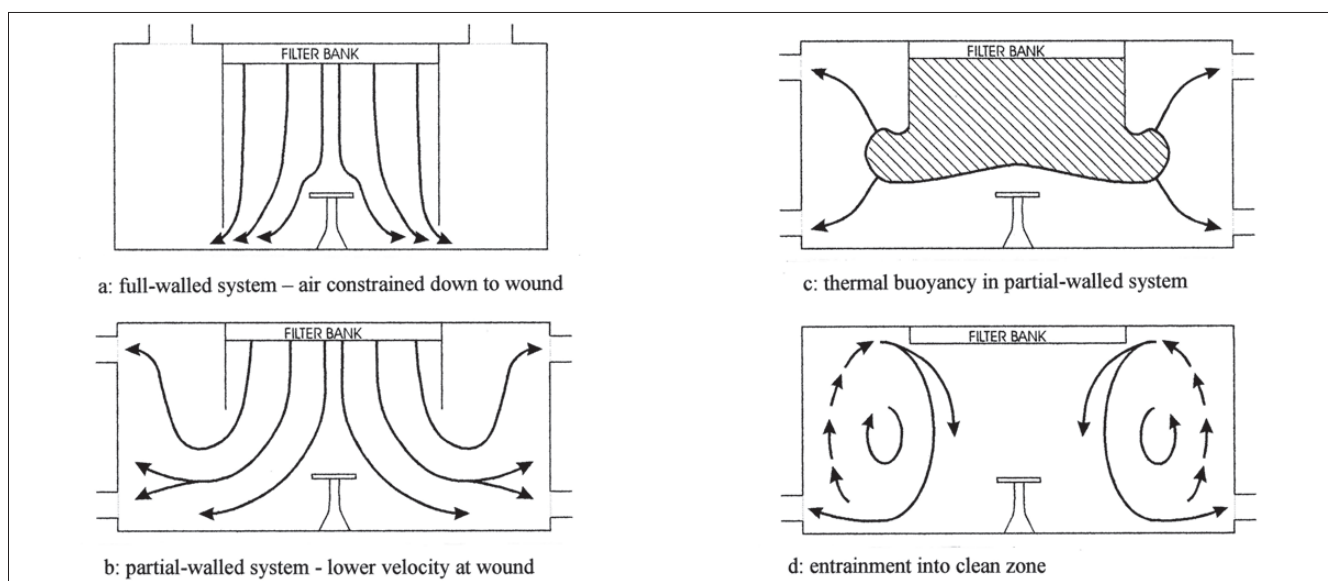 FILTER BANK
a: full-walled system – air constrained down to wound
FILTER BANK
b: partial-walled system - lower velocity at wound
FILTER BANK
c: thermal buoyancy in partial-walled system
FILTER BANK
d: entrainment into clean zone